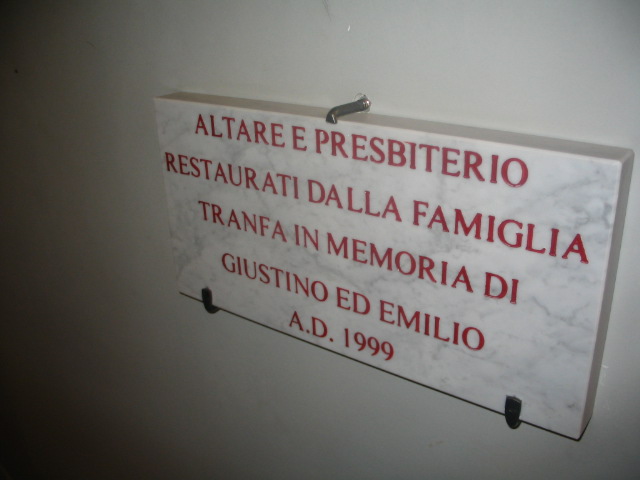 ALTARE E PRESBITERIO
RESTAURATI DALLA FAMIGLIA
TRANFA IN MEMORIA DI
GIUSTINO ED EMILIO
A.D. 1999